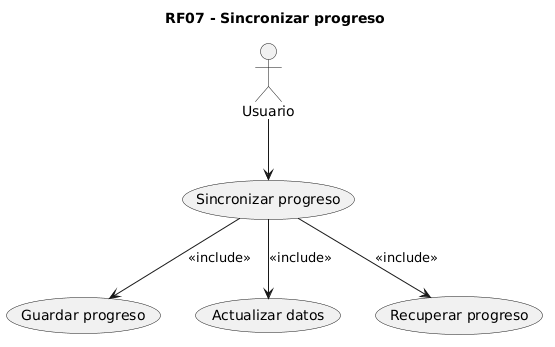 RF07 - Sincronizar progreso
Usuario
Sincronizar progreso
«include»
«include»
«include»
Guardar progreso
Actualizar datos
Recuperar progreso